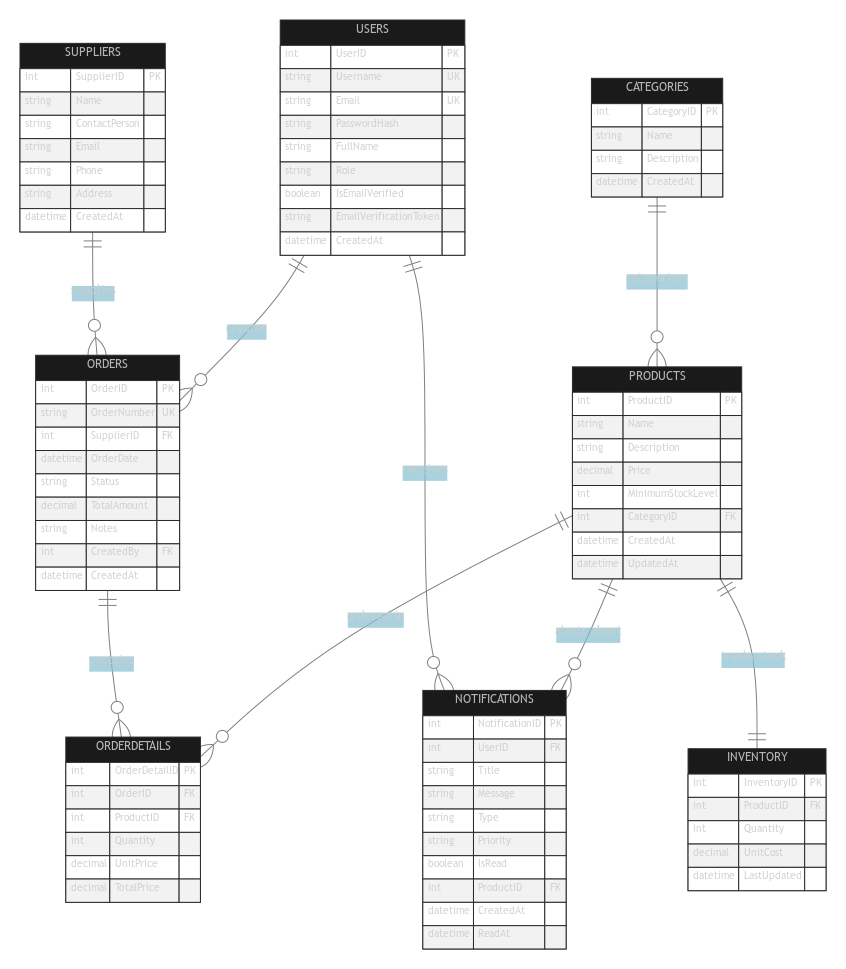 USERS
int UserID PK
string Username UK
string Email UK
string PasswordHash
string FullName
string Role
boolean IsEmailVerified
string EmailVerificationToken
datetime CreatedAt
SUPPLIERS
int SupplierID PK
string Name
string ContactPerson
string Email
string Phone
string Address
datetime CreatedAt
CATEGORIES
int CategoryID PK
string Name
string Description
datetime CreatedAt
ORDERS
int OrderID PK
string OrderNumber UK
int SupplierID FK
datetime OrderDate
string Status
decimal TotalAmount
string Notes
int CreatedBy FK
datetime CreatedAt
PRODUCTS
int ProductID PK
string Name
string Description
decimal Price
int MinimumStockLevel
int CategoryID FK
datetime CreatedAt
datetime UpdatedAt
ORDERDETAILS
int OrderDetailID PK
int OrderID FK
int ProductID FK
int Quantity
decimal UnitPrice
decimal TotalPrice
NOTIFICATIONS
int NotificationID PK
int UserID FK
string Title
string Message
string Type
string Priority
boolean IsRead
int ProductID FK
datetime CreatedAt
datetime ReadAt
INVENTORY
int InventoryID PK
int ProductID FK
int Quantity
decimal UnitCost
datetime LastUpdated